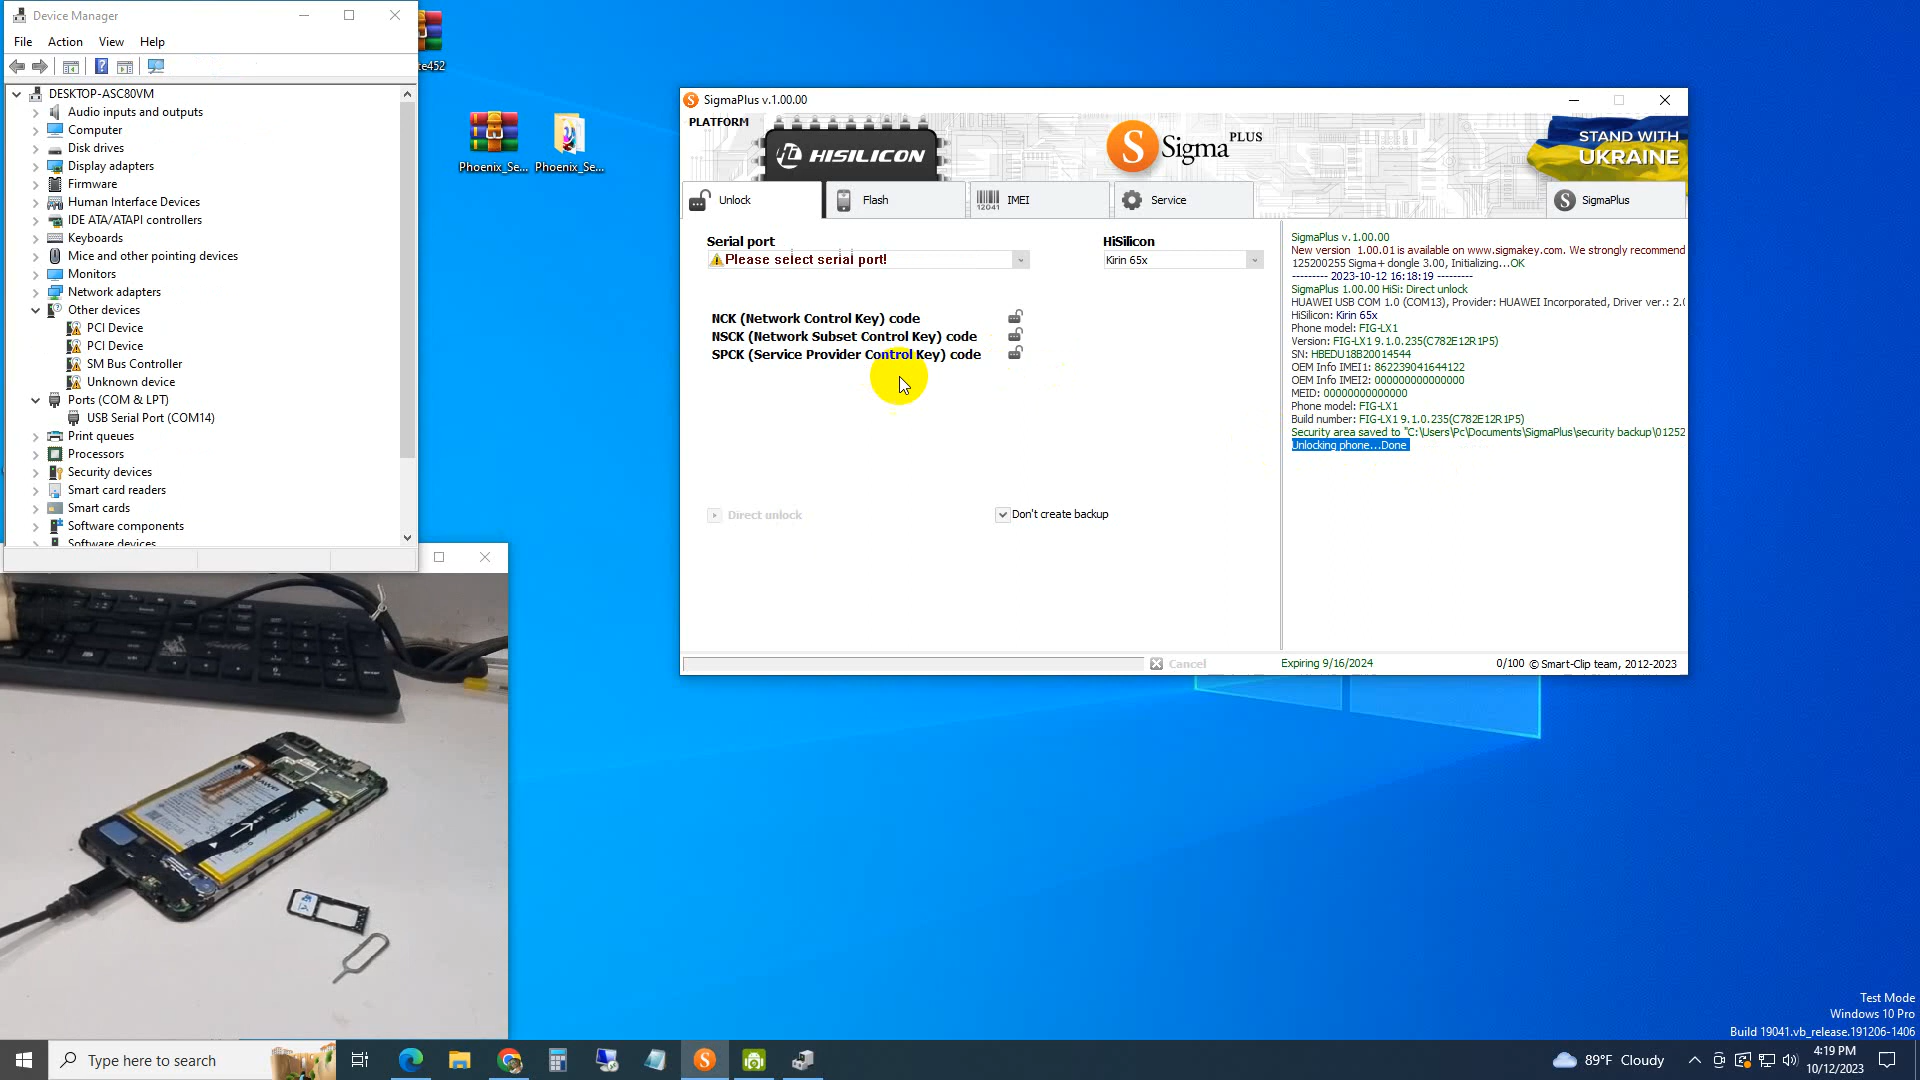 Device Manager
File Action View Help
DESKTOP-ASC80VM
Audio inputs and outputs
Computer
Disk drives
Display adapters
Firmware
Human Interface Devices
IDE ATA/ATAPI controllers
Keyboards
Mice and other pointing devices
Monitors
Network adapters
Other devices
PCI Device
PCI Device
SM Bus Controller
Unknown device
Ports (COM & LPT)
USB Serial Port (COM14)
Print queues
Processors
Security devices
Smart card readers
Smart cards
Software components
Software devices
te452
Phoenix_Se...
Phoenix_Se...
SigmaPlus v.1.00.00
PLATFORM
HISILICON
S Sigma PLUS
STAND WITH
UKRAINE
Unlock
Flash
12041
IMEI
Service
S SigmaPlus
Serial port
Please select serial port!
HiSilicon
Kirin 65x
NCK (Network Control Key) code
NSCK (Network Subset Control Key) code
SPCK (Service Provider Control Key) code
Direct unlock
Don't create backup
SigmaPlus v.1.00.00
New version 1.00.01 is available on www.sigmakey.com. We strongly recommend
125200255 Sigma+ dongle 3.00, Initializing...OK
--------- 2023-10-12 16:18:19 ---------
SigmaPlus 1.00.00 HiSi: Direct unlock
HUAWEI USB COM 1.0 (COM13), Provider: HUAWEI Incorporated, Driver ver.: 2.0
HiSilicon: Kirin 65x
Phone model: FIG-LX1
Version: FIG-LX1 9.1.0.235(C782E12R1P5)
SN: HBEDU18B20014544
OEM Info IMEI1: 862239041644122
OEM Info IMEI2: 000000000000000
MEID: 00000000000000
Phone model: FIG-LX1
Build number: FIG-LX1 9.1.0.235(C782E12R1P5)
Security area saved to "C:\Users\Pc\Documents\SigmaPlus\security backup\01252
Unlocking phone...Done
Cancel
Expiring 9/16/2024
0/100 © Smart-Clip team, 2012-2023
HUAWEI
Test Mode
Windows 10 Pro
Build 19041.vb_release.191206-1406
Type here to search
89°F Cloudy
4:19 PM
10/12/2023